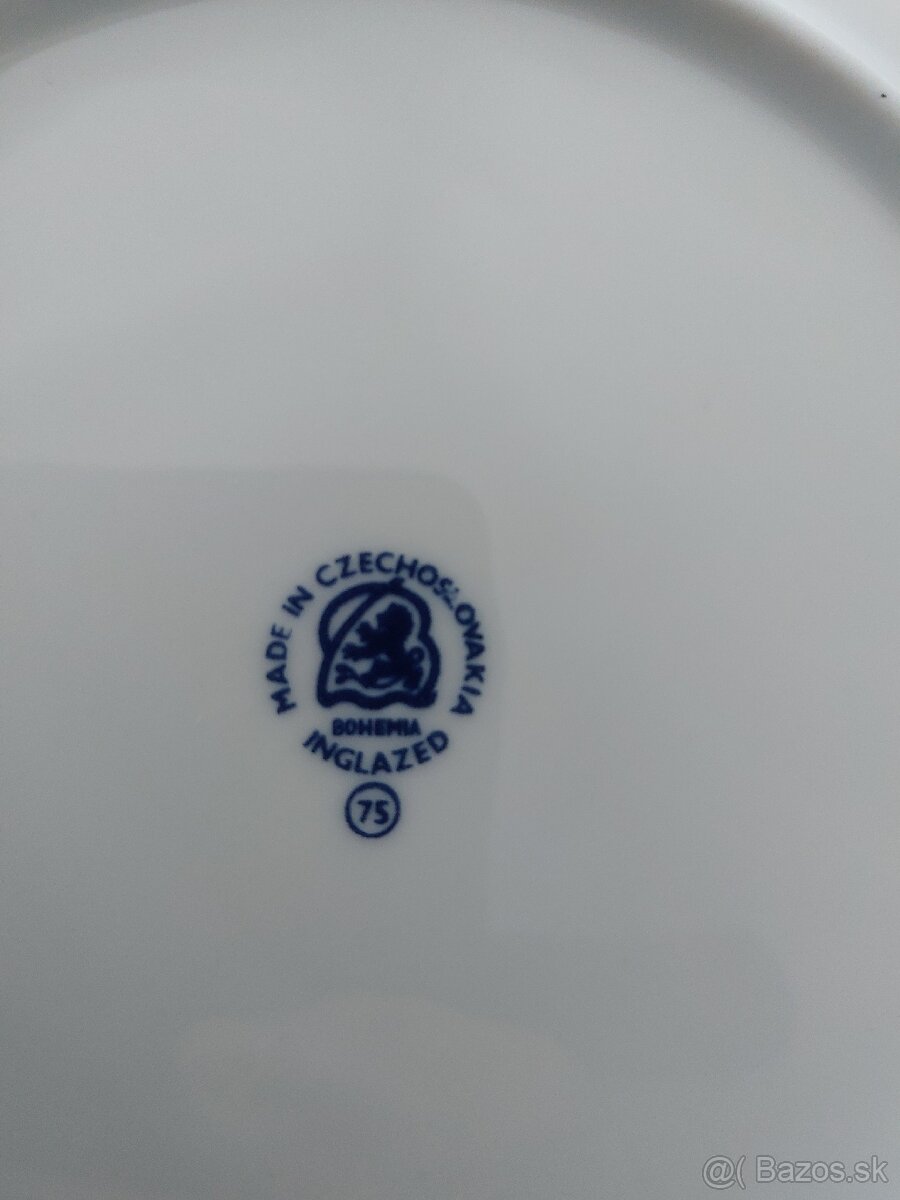 MADE IN CZECHOSLOVAKIA
BOHEMIA
INGLAZED
75
@( Bazos.sk